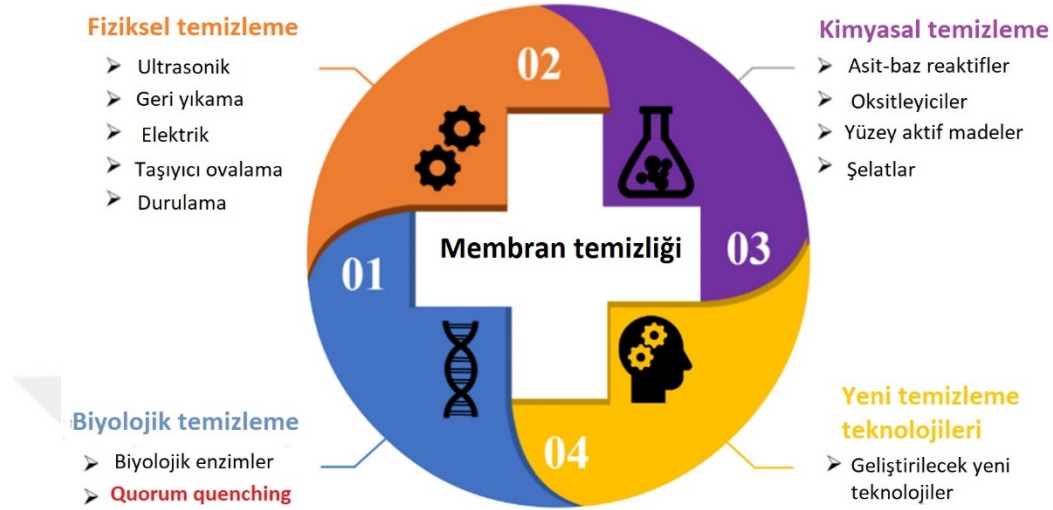 Fiziksel temizleme
Ultrasonik
Geri yıkama
Elektrik
Taşıyıcı ovalama
Durulama
02
Kimyasal temizleme
Asit-baz reaktifler
Oksitleyiciler
Yüzey aktif madeler
Şelatlar
Membran temizliği
01
03
Biyolojik temizleme
Biyolojik enzimler
Quorum quenching
04
Yeni temizleme
teknolojileri
Geliştirilecek yeni
teknolojiler